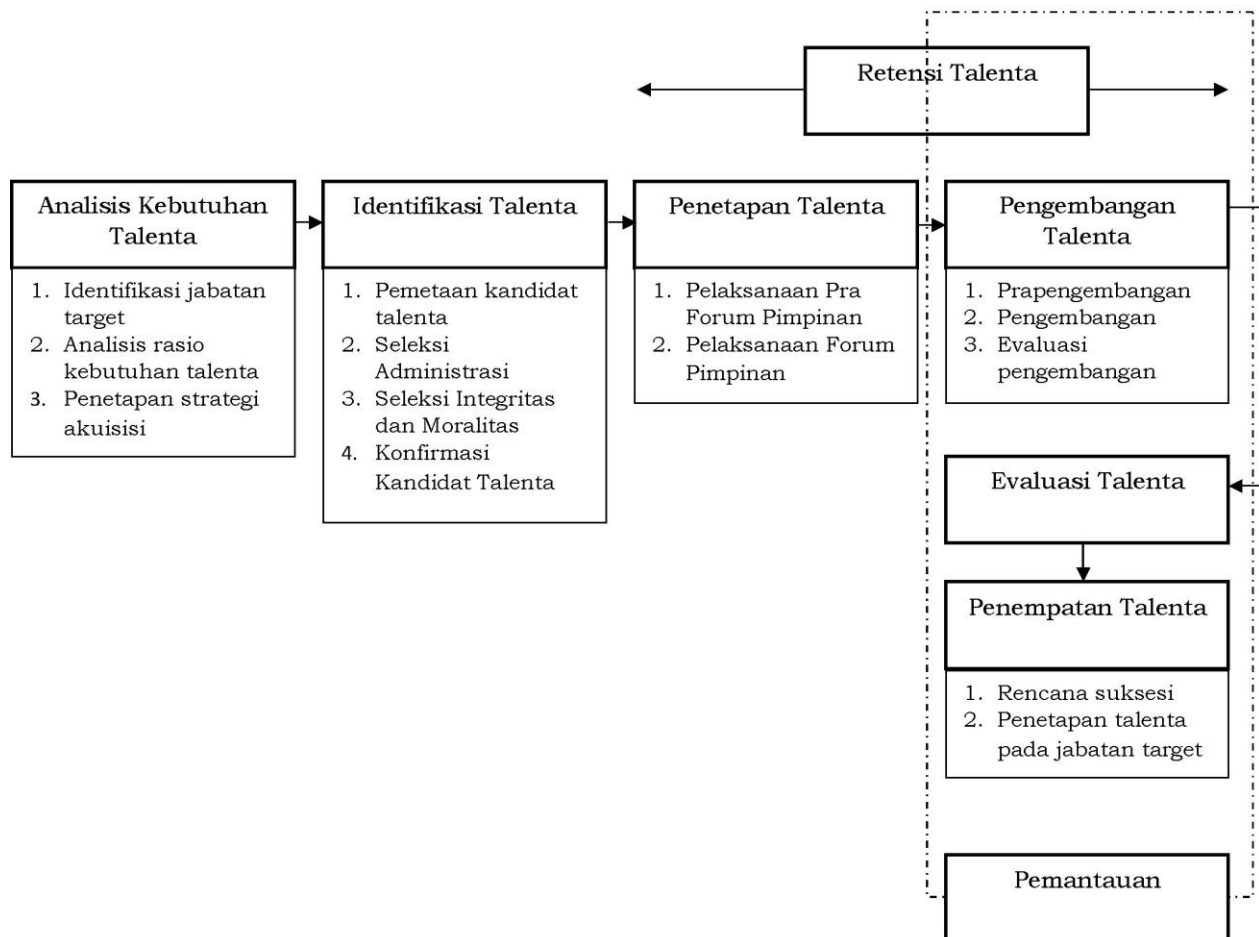 Retensi Talenta
Analisis Kebutuhan
Talenta
1. Identifikasi jabatan
target
2. Analisis rasio
kebutuhan talenta
3. Penetapan strategi
akuisisi
Identifikasi Talenta
1. Pemetaan kandidat
talenta
2. Seleksi
Administrasi
3. Seleksi Integritas
dan Moralitas
4. Konfirmasi
Kandidat Talenta
Penetapan Talenta
1. Pelaksanaan Pra
Forum Pimpinan
2. Pelaksanaan Forum
Pimpinan
Pengembangan
Talenta
1. Prapengembangan
2. Pengembangan
3. Evaluasi
pengembangan
Evaluasi Talenta
Penempatan Talenta
1. Rencana suksesi
2. Penetapan talenta
pada jabatan target
Pemantauan